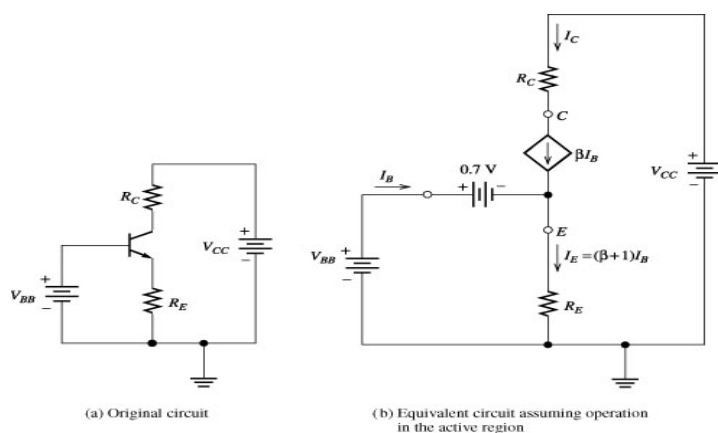 I_C
R_C
C
βI_B
0.7 V
I_B
+ −
+
V_CC
−
E
I_E = (β+1)I_B
+
V_BB
−
R_E
R_C
+
V_CC
−
+
V_BB
−
R_E
(a) Original circuit
(b) Equivalent circuit assuming operation
in the active region